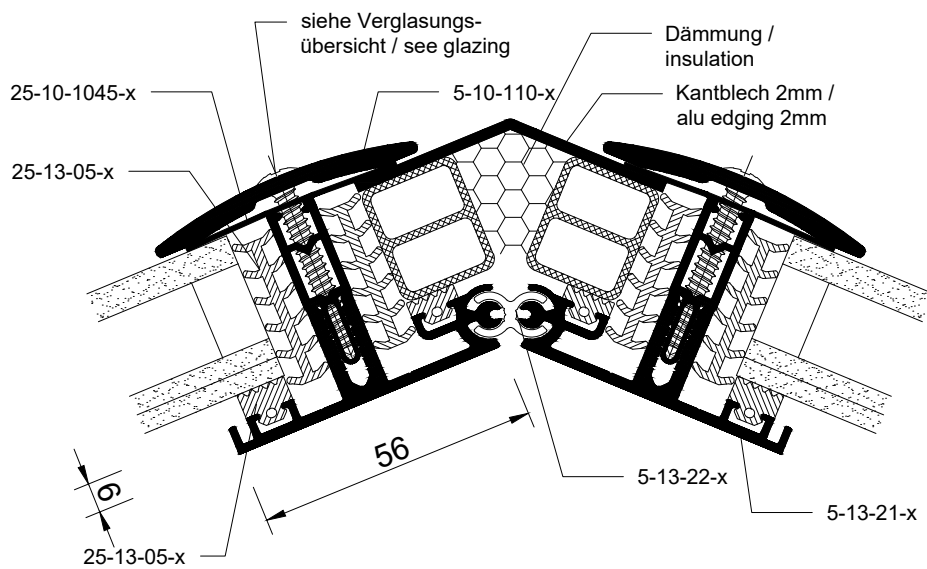 siehe Verglasungs-
übersicht / see glazing
Dämmung /
insulation
25-10-1045-x
5-10-110-x
Kantblech 2mm /
alu edging 2mm
25-13-05-x
56
6
5-13-22-x
5-13-21-x
25-13-05-x